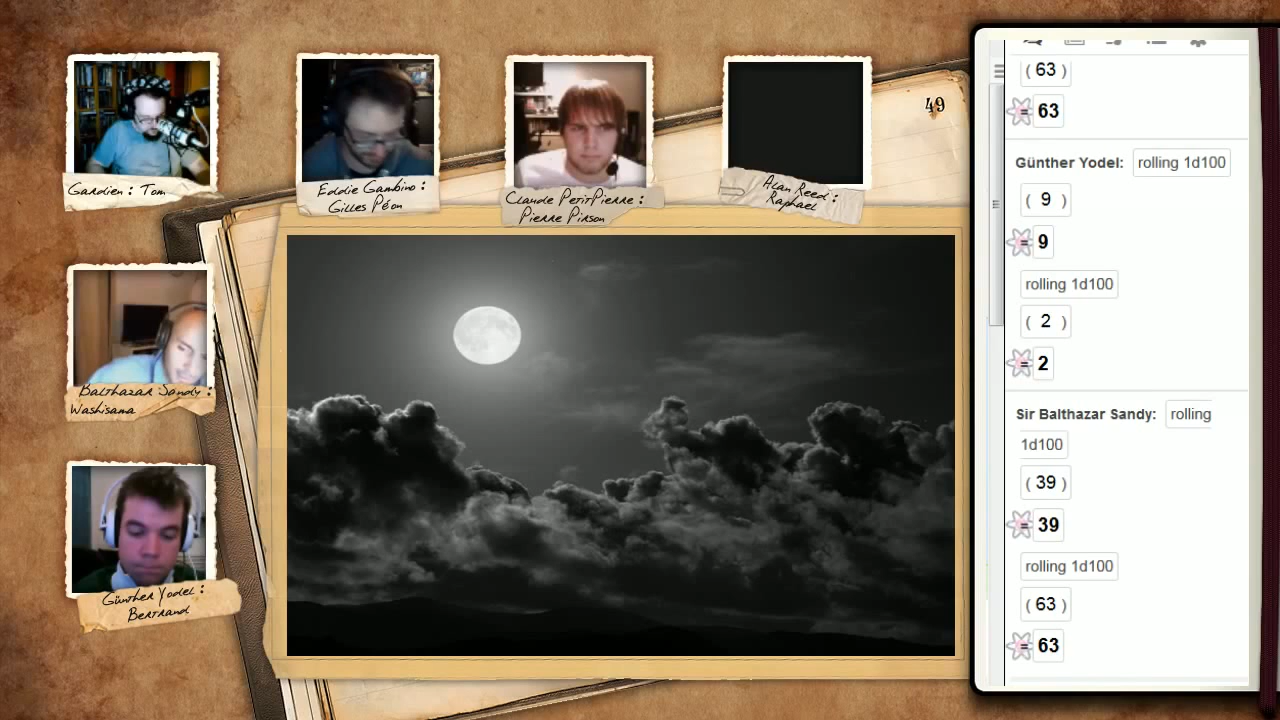 Gardien : Tom
Eddie Gambino :
Gilles Péon
Claude PetitPierre :
Pierre Pirson
Alan Reed :
Raphael
49
Balthazar Sandy :
Washisama
Günther Yodel :
Bertrand
( 63 )
= 63
Günther Yodel: rolling 1d100
( 9 )
= 9
rolling 1d100
( 2 )
= 2
Sir Balthazar Sandy: rolling
1d100
( 39 )
= 39
rolling 1d100
( 63 )
= 63